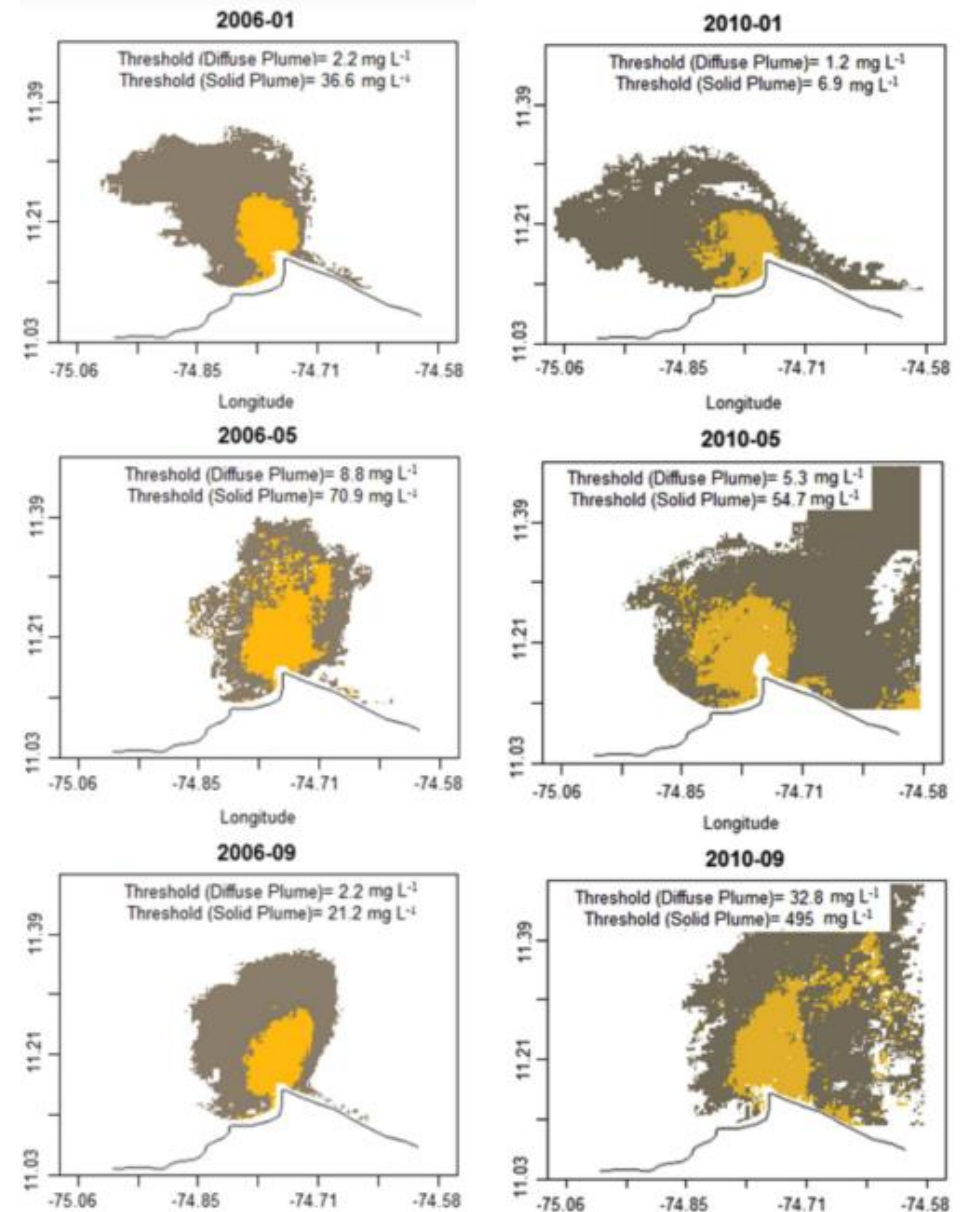 2006-01
Threshold (Diffuse Plume)= 2.2 mg L⁻¹
Threshold (Solid Plume)= 36.6 mg L⁻¹
11.39
11.21
11.03
-75.06 -74.85 -74.71 -74.58
Longitude
2010-01
Threshold (Diffuse Plume)= 1.2 mg L⁻¹
Threshold (Solid Plume)= 6.9 mg L⁻¹
11.39
11.21
11.03
-75.06 -74.85 -74.71 -74.58
Longitude
2006-05
Threshold (Diffuse Plume)= 8.8 mg L⁻¹
Threshold (Solid Plume)= 70.9 mg L⁻¹
11.39
11.21
11.03
-75.06 -74.85 -74.71 -74.58
Longitude
2010-05
Threshold (Diffuse Plume)= 5.3 mg L⁻¹
Threshold (Solid Plume)= 54.7 mg L⁻¹
11.39
11.21
11.03
-75.06 -74.85 -74.71 -74.58
Longitude
2006-09
Threshold (Diffuse Plume)= 2.2 mg L⁻¹
Threshold (Solid Plume)= 21.2 mg L⁻¹
11.39
11.21
11.03
-75.06 -74.85 -74.71 -74.58
2010-09
Threshold (Diffuse Plume)= 32.8 mg L⁻¹
Threshold (Solid Plume)= 495 mg L⁻¹
11.39
11.21
11.03
-75.06 -74.85 -74.71 -74.58